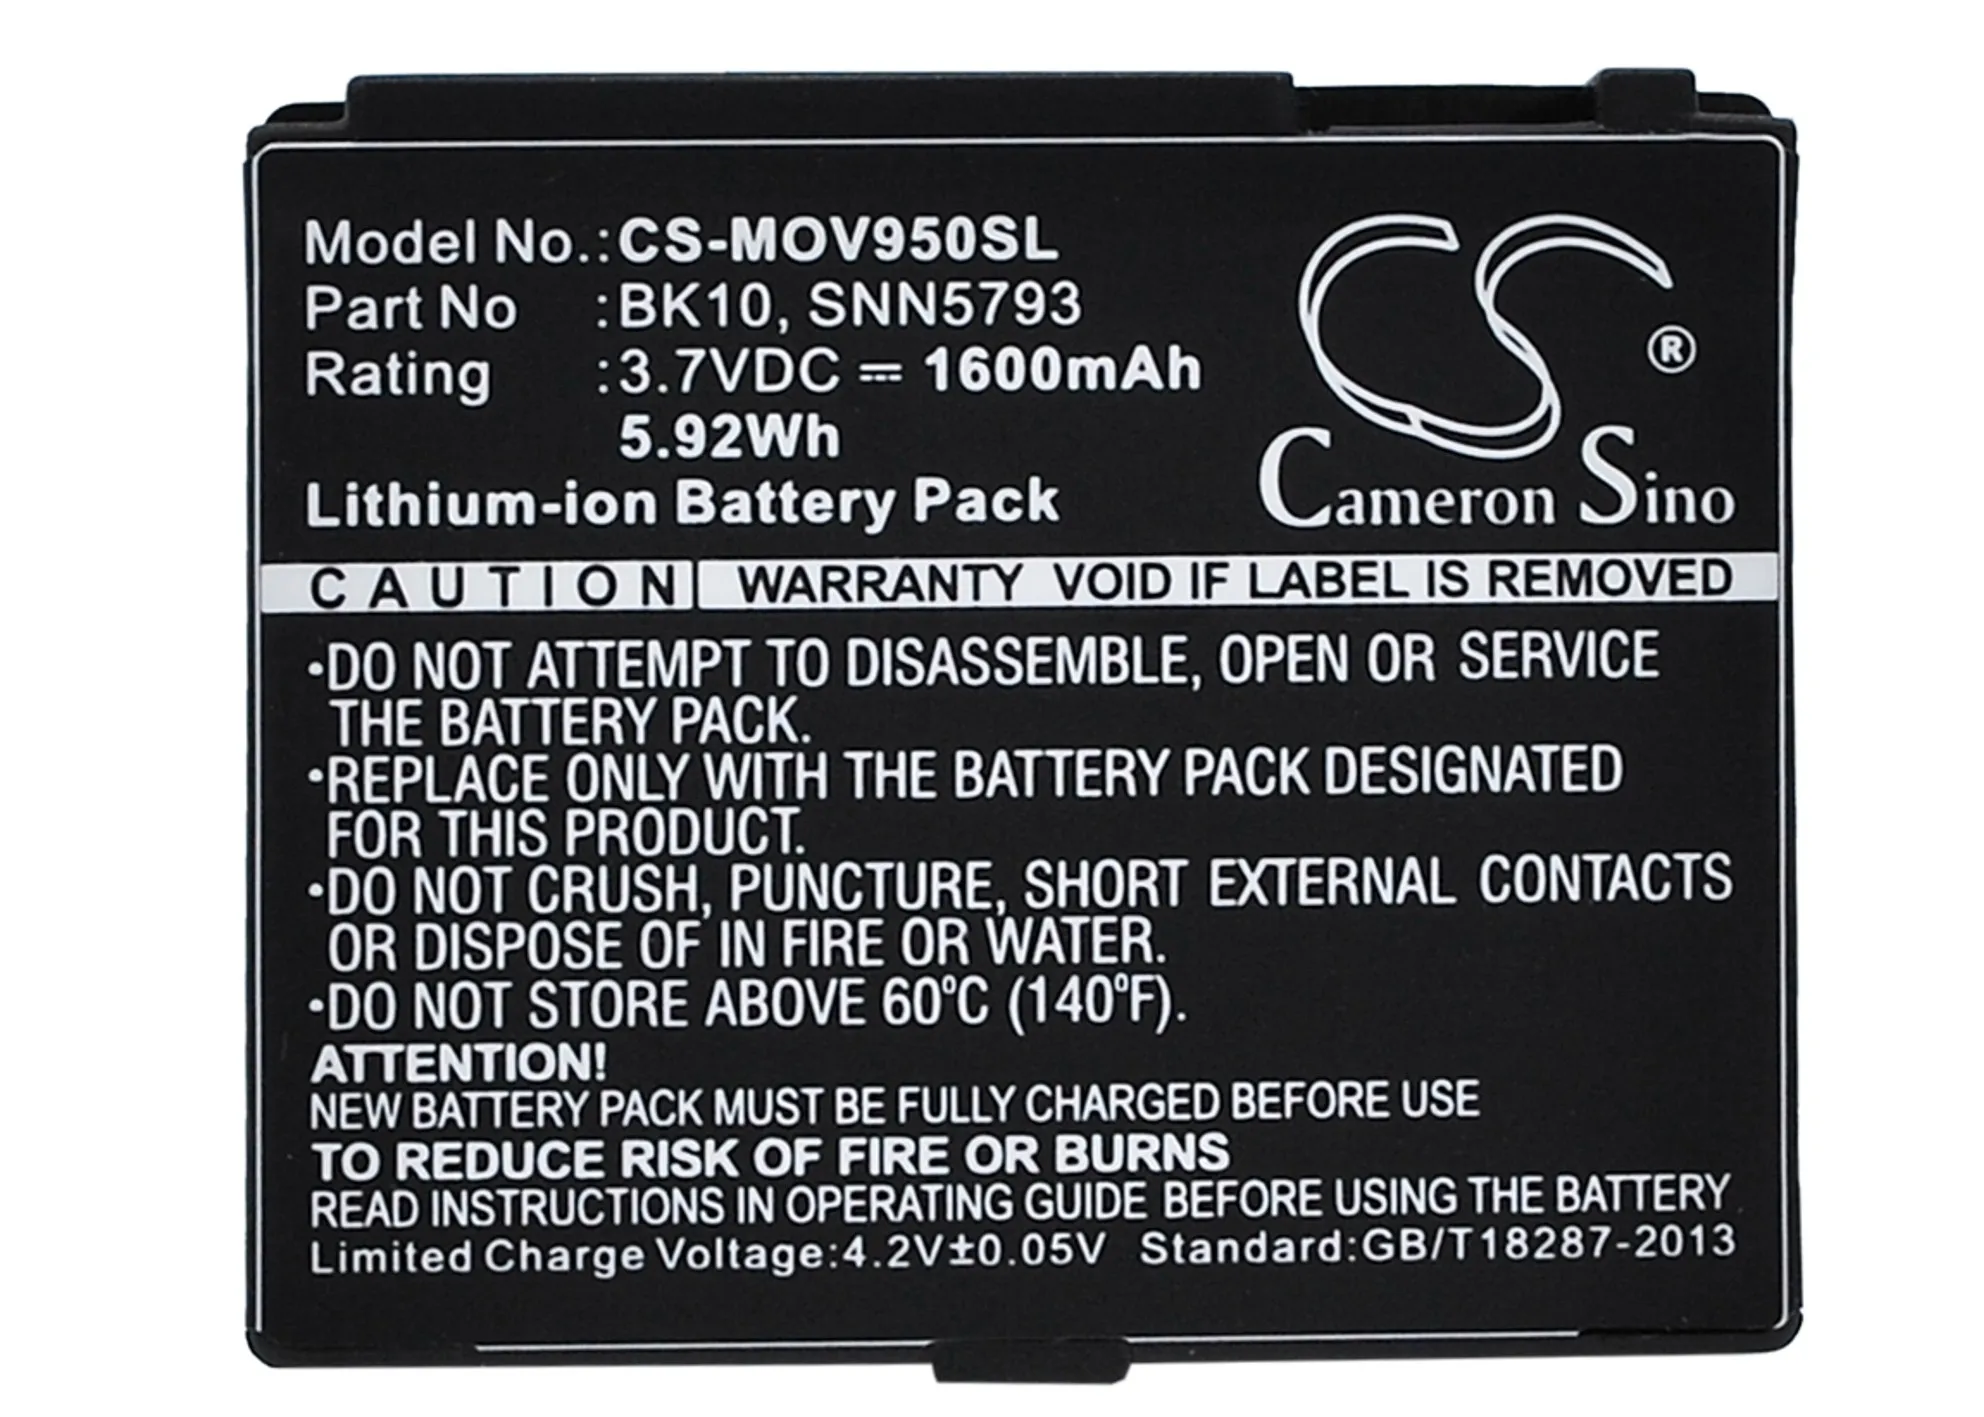 Model No.:CS-MOV950SL
Part No :BK10, SNN5793
Rating :3.7VDC ⎓ 1600mAh
5.92Wh
Lithium-ion Battery Pack
CS®
Cameron Sino
CAUTION WARRANTY VOID IF LABEL IS REMOVED
•DO NOT ATTEMPT TO DISASSEMBLE, OPEN OR SERVICE
THE BATTERY PACK.
•REPLACE ONLY WITH THE BATTERY PACK DESIGNATED
FOR THIS PRODUCT.
•DO NOT CRUSH, PUNCTURE, SHORT EXTERNAL CONTACTS
OR DISPOSE OF IN FIRE OR WATER.
•DO NOT STORE ABOVE 60°C (140°F).
ATTENTION!
NEW BATTERY PACK MUST BE FULLY CHARGED BEFORE USE
TO REDUCE RISK OF FIRE OR BURNS
READ INSTRUCTIONS IN OPERATING GUIDE BEFORE USING THE BATTERY
Limited Charge Voltage:4.2V±0.05V Standard:GB/T18287-2013